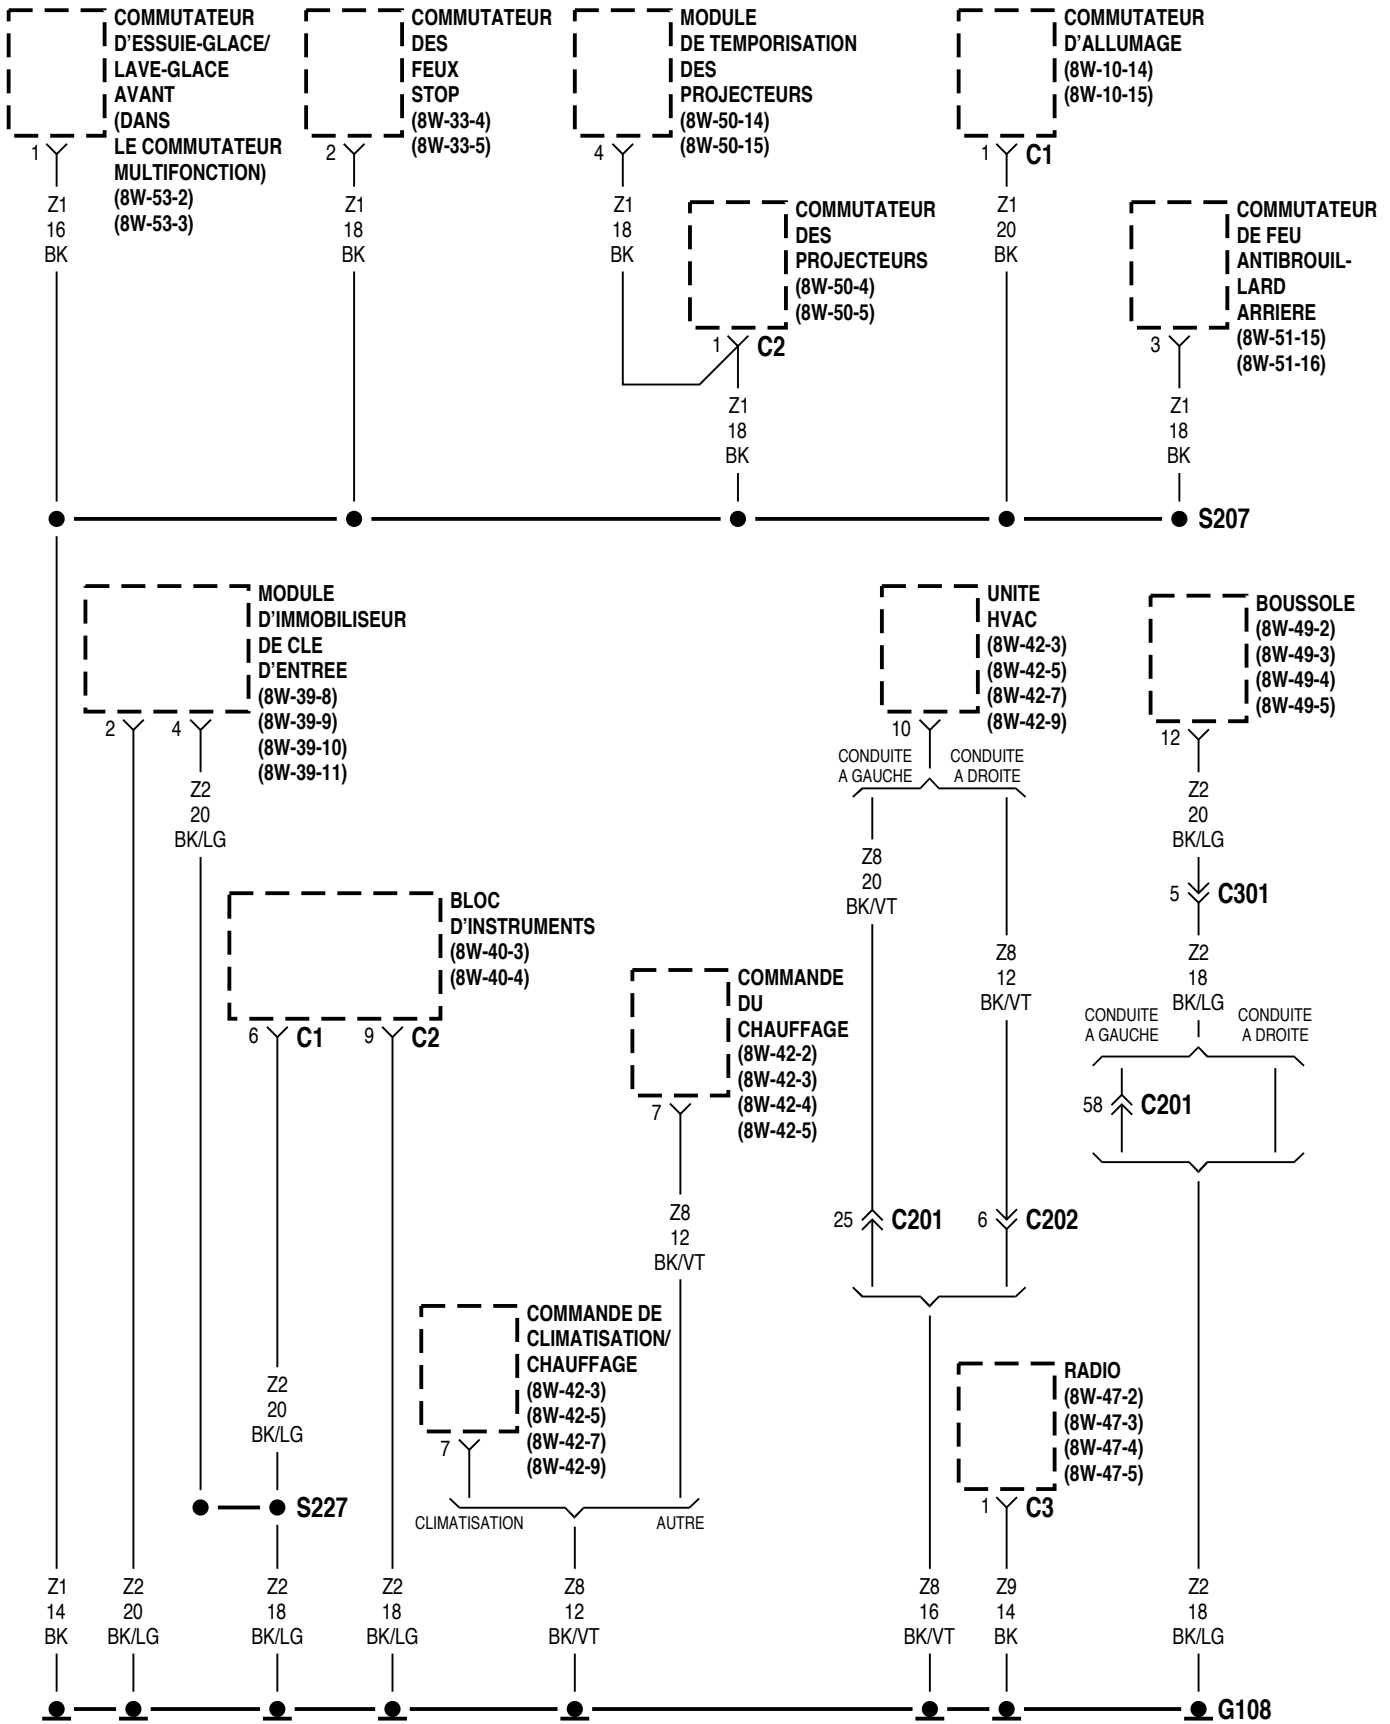 COMMUTATEUR
D'ESSUIE-GLACE/
LAVE-GLACE
AVANT
(DANS
LE COMMUTATEUR
MULTIFONCTION)
(8W-53-2)
(8W-53-3)
1
Z1
16
BK
COMMUTATEUR
DES
FEUX
STOP
(8W-33-4)
(8W-33-5)
2
Z1
18
BK
MODULE
DE TEMPORISATION
DES
PROJECTEURS
(8W-50-14)
(8W-50-15)
4
Z1
18
BK
COMMUTATEUR
DES
PROJECTEURS
(8W-50-4)
(8W-50-5)
1 C2
Z1
18
BK
COMMUTATEUR
D'ALLUMAGE
(8W-10-14)
(8W-10-15)
1 C1
Z1
20
BK
COMMUTATEUR
DE FEU
ANTIBROUIL-
LARD
ARRIERE
(8W-51-15)
(8W-51-16)
3
Z1
18
BK
S207
MODULE
D'IMMOBILISEUR
DE CLE
D'ENTREE
(8W-39-8)
(8W-39-9)
(8W-39-10)
(8W-39-11)
2 4
Z2
20
BK/LG
BLOC
D'INSTRUMENTS
(8W-40-3)
(8W-40-4)
6 C1 9 C2
COMMANDE
DU
CHAUFFAGE
(8W-42-2)
(8W-42-3)
(8W-42-4)
(8W-42-5)
7
Z8
12
BK/VT
UNITE
HVAC
(8W-42-3)
(8W-42-5)
(8W-42-7)
(8W-42-9)
10
CONDUITE
A GAUCHE
CONDUITE
A DROITE
Z8
20
BK/VT
Z8
12
BK/VT
25 C201 6 C202
BOUSSOLE
(8W-49-2)
(8W-49-3)
(8W-49-4)
(8W-49-5)
12
Z2
20
BK/LG
5 C301
Z2
18
BK/LG
CONDUITE
A GAUCHE
CONDUITE
A DROITE
58 C201
COMMANDE DE
CLIMATISATION/
CHAUFFAGE
(8W-42-3)
(8W-42-5)
(8W-42-7)
(8W-42-9)
7
CLIMATISATION AUTRE
Z2
20
BK/LG
S227
RADIO
(8W-47-2)
(8W-47-3)
(8W-47-4)
(8W-47-5)
1 C3
Z1
14
BK
Z2
20
BK/LG
Z2
18
BK/LG
Z2
18
BK/LG
Z8
12
BK/VT
Z8
16
BK/VT
Z9
14
BK
Z2
18
BK/LG
G108